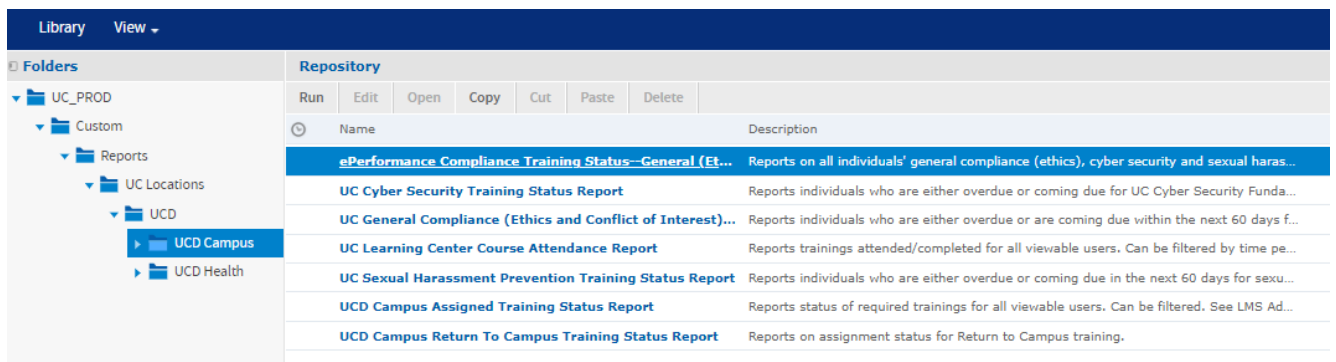 Library View
Folders
UC_PROD
Custom
Reports
UC Locations
UCD
UCD Campus
UCD Health
Repository
Run Edit Open Copy Cut Paste Delete
Name Description
ePerformance Compliance Training Status--General (Et... Reports on all individuals' general compliance (ethics), cyber security and sexual haras...
UC Cyber Security Training Status Report Reports individuals who are either overdue or coming due for UC Cyber Security Funda...
UC General Compliance (Ethics and Conflict of Interest)... Reports individuals who are either overdue or are coming due within the next 60 days f...
UC Learning Center Course Attendance Report Reports trainings attended/completed for all viewable users. Can be filtered by time pe...
UC Sexual Harassment Prevention Training Status Report Reports individuals who are either overdue or coming due in the next 60 days for sexu...
UCD Campus Assigned Training Status Report Reports status of required trainings for all viewable users. Can be filtered. See LMS Ad...
UCD Campus Return To Campus Training Status Report Reports on assignment status for Return to Campus training.